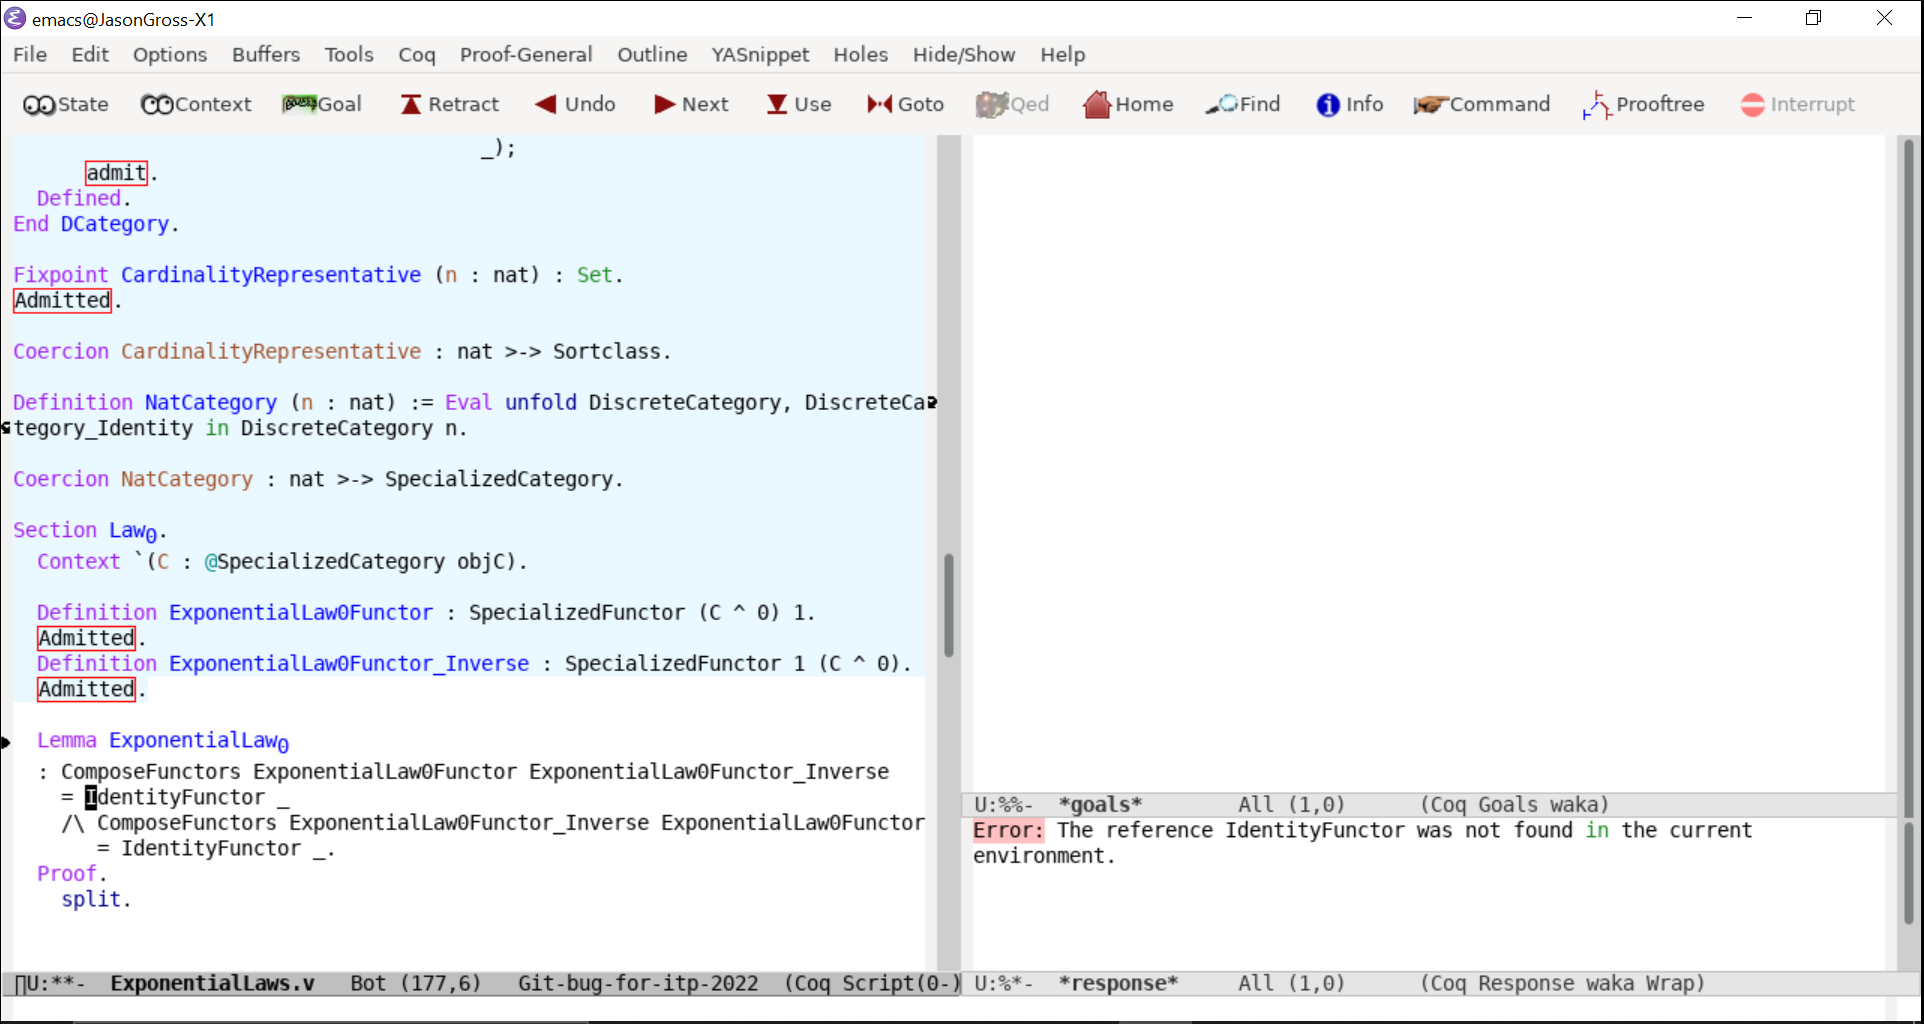 emacs@JasonGross-X1
File Edit Options Buffers Tools Coq Proof-General Outline YASnippet Holes Hide/Show Help
State Context Goal Retract Undo Next Use Goto Qed Home Find Info Command Prooftree Interrupt
_);
admit.
Defined.
End DCategory.
Fixpoint CardinalityRepresentative (n : nat) : Set.
Admitted.
Coercion CardinalityRepresentative : nat >-> Sortclass.
Definition NatCategory (n : nat) := Eval unfold DiscreteCategory, DiscreteCa
tegory_Identity in DiscreteCategory n.
Coercion NatCategory : nat >-> SpecializedCategory.
Section Law₀.
Context `(C : @SpecializedCategory objC).
Definition ExponentialLaw0Functor : SpecializedFunctor (C ^ 0) 1.
Admitted.
Definition ExponentialLaw0Functor_Inverse : SpecializedFunctor 1 (C ^ 0).
Admitted.
Lemma ExponentialLaw₀
: ComposeFunctors ExponentialLaw0Functor ExponentialLaw0Functor_Inverse
= IdentityFunctor _
/\ ComposeFunctors ExponentialLaw0Functor_Inverse ExponentialLaw0Functor
= IdentityFunctor _.
Proof.
split.
U:**- ExponentialLaws.v Bot (177,6) Git-bug-for-itp-2022 (Coq Script(0-)
U:%%- *goals* All (1,0) (Coq Goals waka)
Error: The reference IdentityFunctor was not found in the current
environment.
U:%*- *response* All (1,0) (Coq Response waka Wrap)